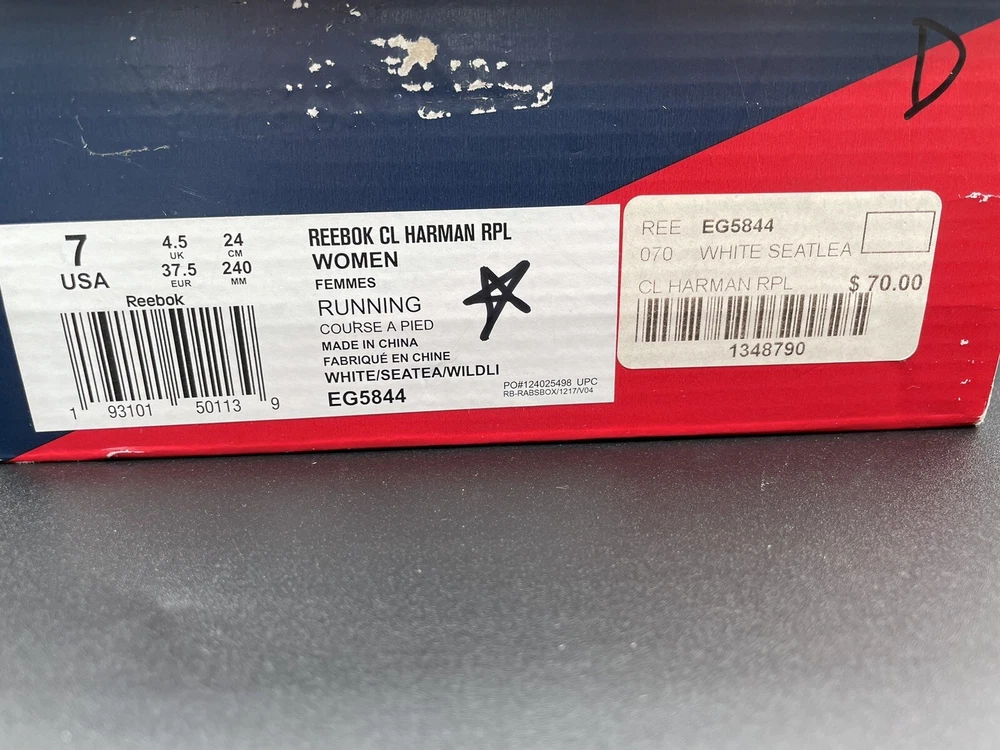 D
7
USA
4.5
UK
37.5
EUR
24
CM
240
MM
Reebok
1 93101 50113 9
REEBOK CL HARMAN RPL
WOMEN
FEMMES
RUNNING
COURSE A PIED
MADE IN CHINA
FABRIQUÉ EN CHINE
WHITE/SEATEA/WILDLI
EG5844
PO#124025498 UPC
RB-RABSBOX/1217/V04
REE EG5844
070 WHITE SEATLEA
CL HARMAN RPL $ 70.00
1348790